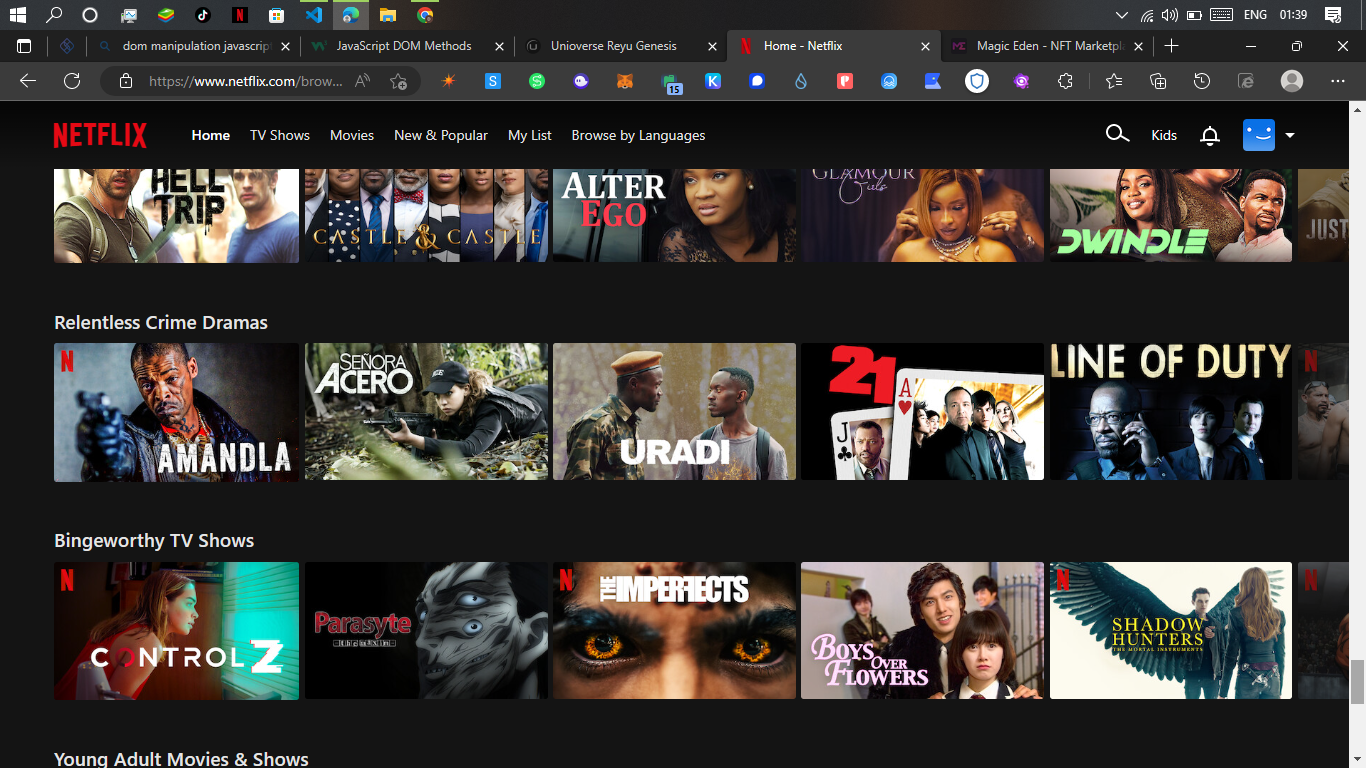 ENG 01:39
dom manipulation javascrip
JavaScript DOM Methods
Unioverse Reyu Genesis
Home - Netflix
Magic Eden - NFT Marketpl
https://www.netflix.com/brow...
15
NETFLIX Home TV Shows Movies New & Popular My List Browse by Languages Kids
HELL TRIP
CASTLE & CASTLE
ALTER EGO
GLAMOUR Girls
DWINDLE
JUST
Relentless Crime Dramas
AMANDLA
SEÑORA ACERO
URADI
21 A J
LINE OF DUTY
Bingeworthy TV Shows
CONTROL Z
Parasyte
THE IMPERFECTS
BOYS OVER FLOWERS
SHADOW HUNTERS
THE MORTAL INSTRUMENTS
Young Adult Movies & Shows